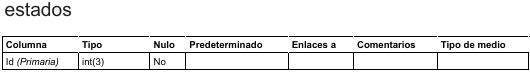 estados
Columna Tipo Nulo Predeterminado Enlaces a Comentarios Tipo de medio
Id (Primaria) int(3) No